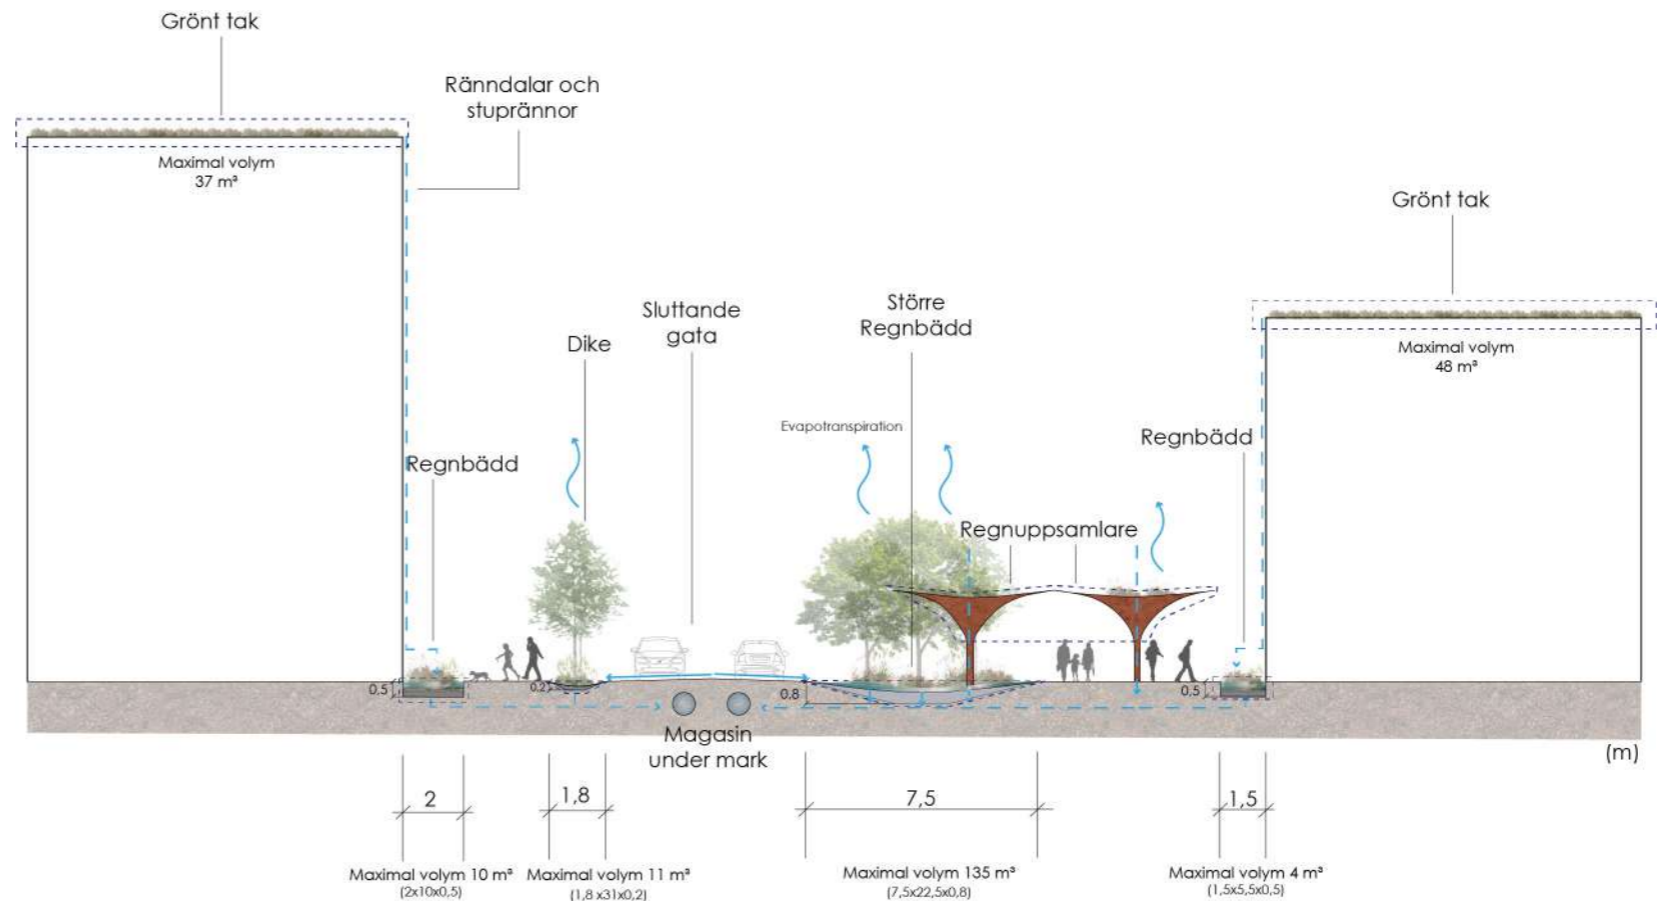 Grönt tak
Ränndalar och
stuprännor
Maximal volym
37 m³
Grönt tak
Maximal volym
48 m³
Sluttande
gata
Större
Regnbädd
Dike
Evapotranspiration
Regnbädd
Regnbädd
Regnuppsamlare
0,5
0,2
0,8
0,5
Magasin
under mark
(m)
2
1,8
7,5
1,5
Maximal volym 10 m³
(2x10x0,5)
Maximal volym 11 m³
(1,8 x31x0,2)
Maximal volym 135 m³
(7,5x22,5x0,8)
Maximal volym 4 m³
(1,5x5,5x0,5)